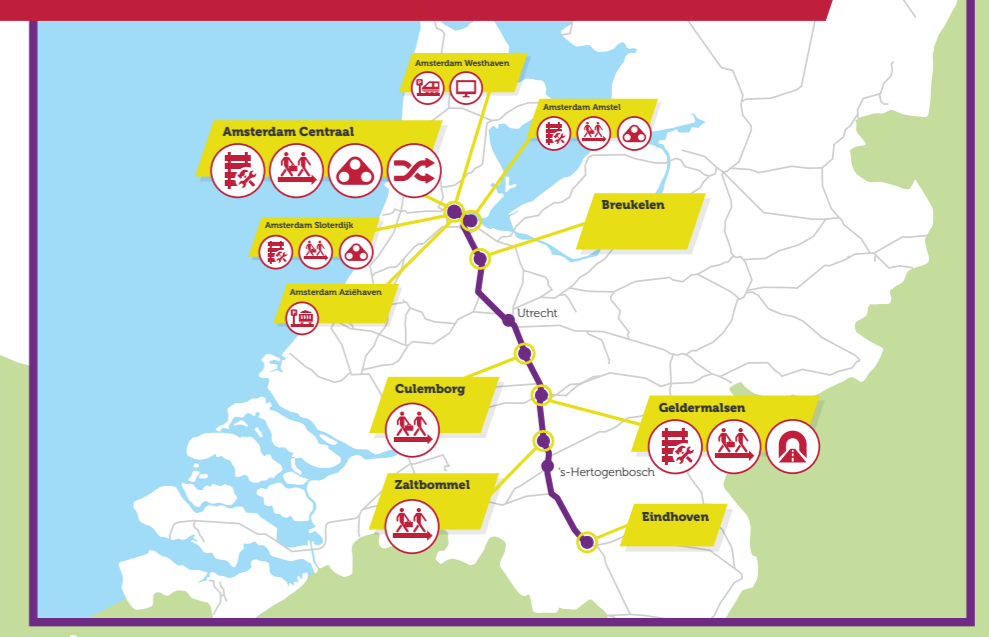 Amsterdam Westhaven
P
Amsterdam Amstel
Amsterdam Centraal
Breukelen
Amsterdam Sloterdijk
Amsterdam Aziëhaven
P
Utrecht
Culemborg
Geldermalsen
's-Hertogenbosch
Zaltbommel
Eindhoven